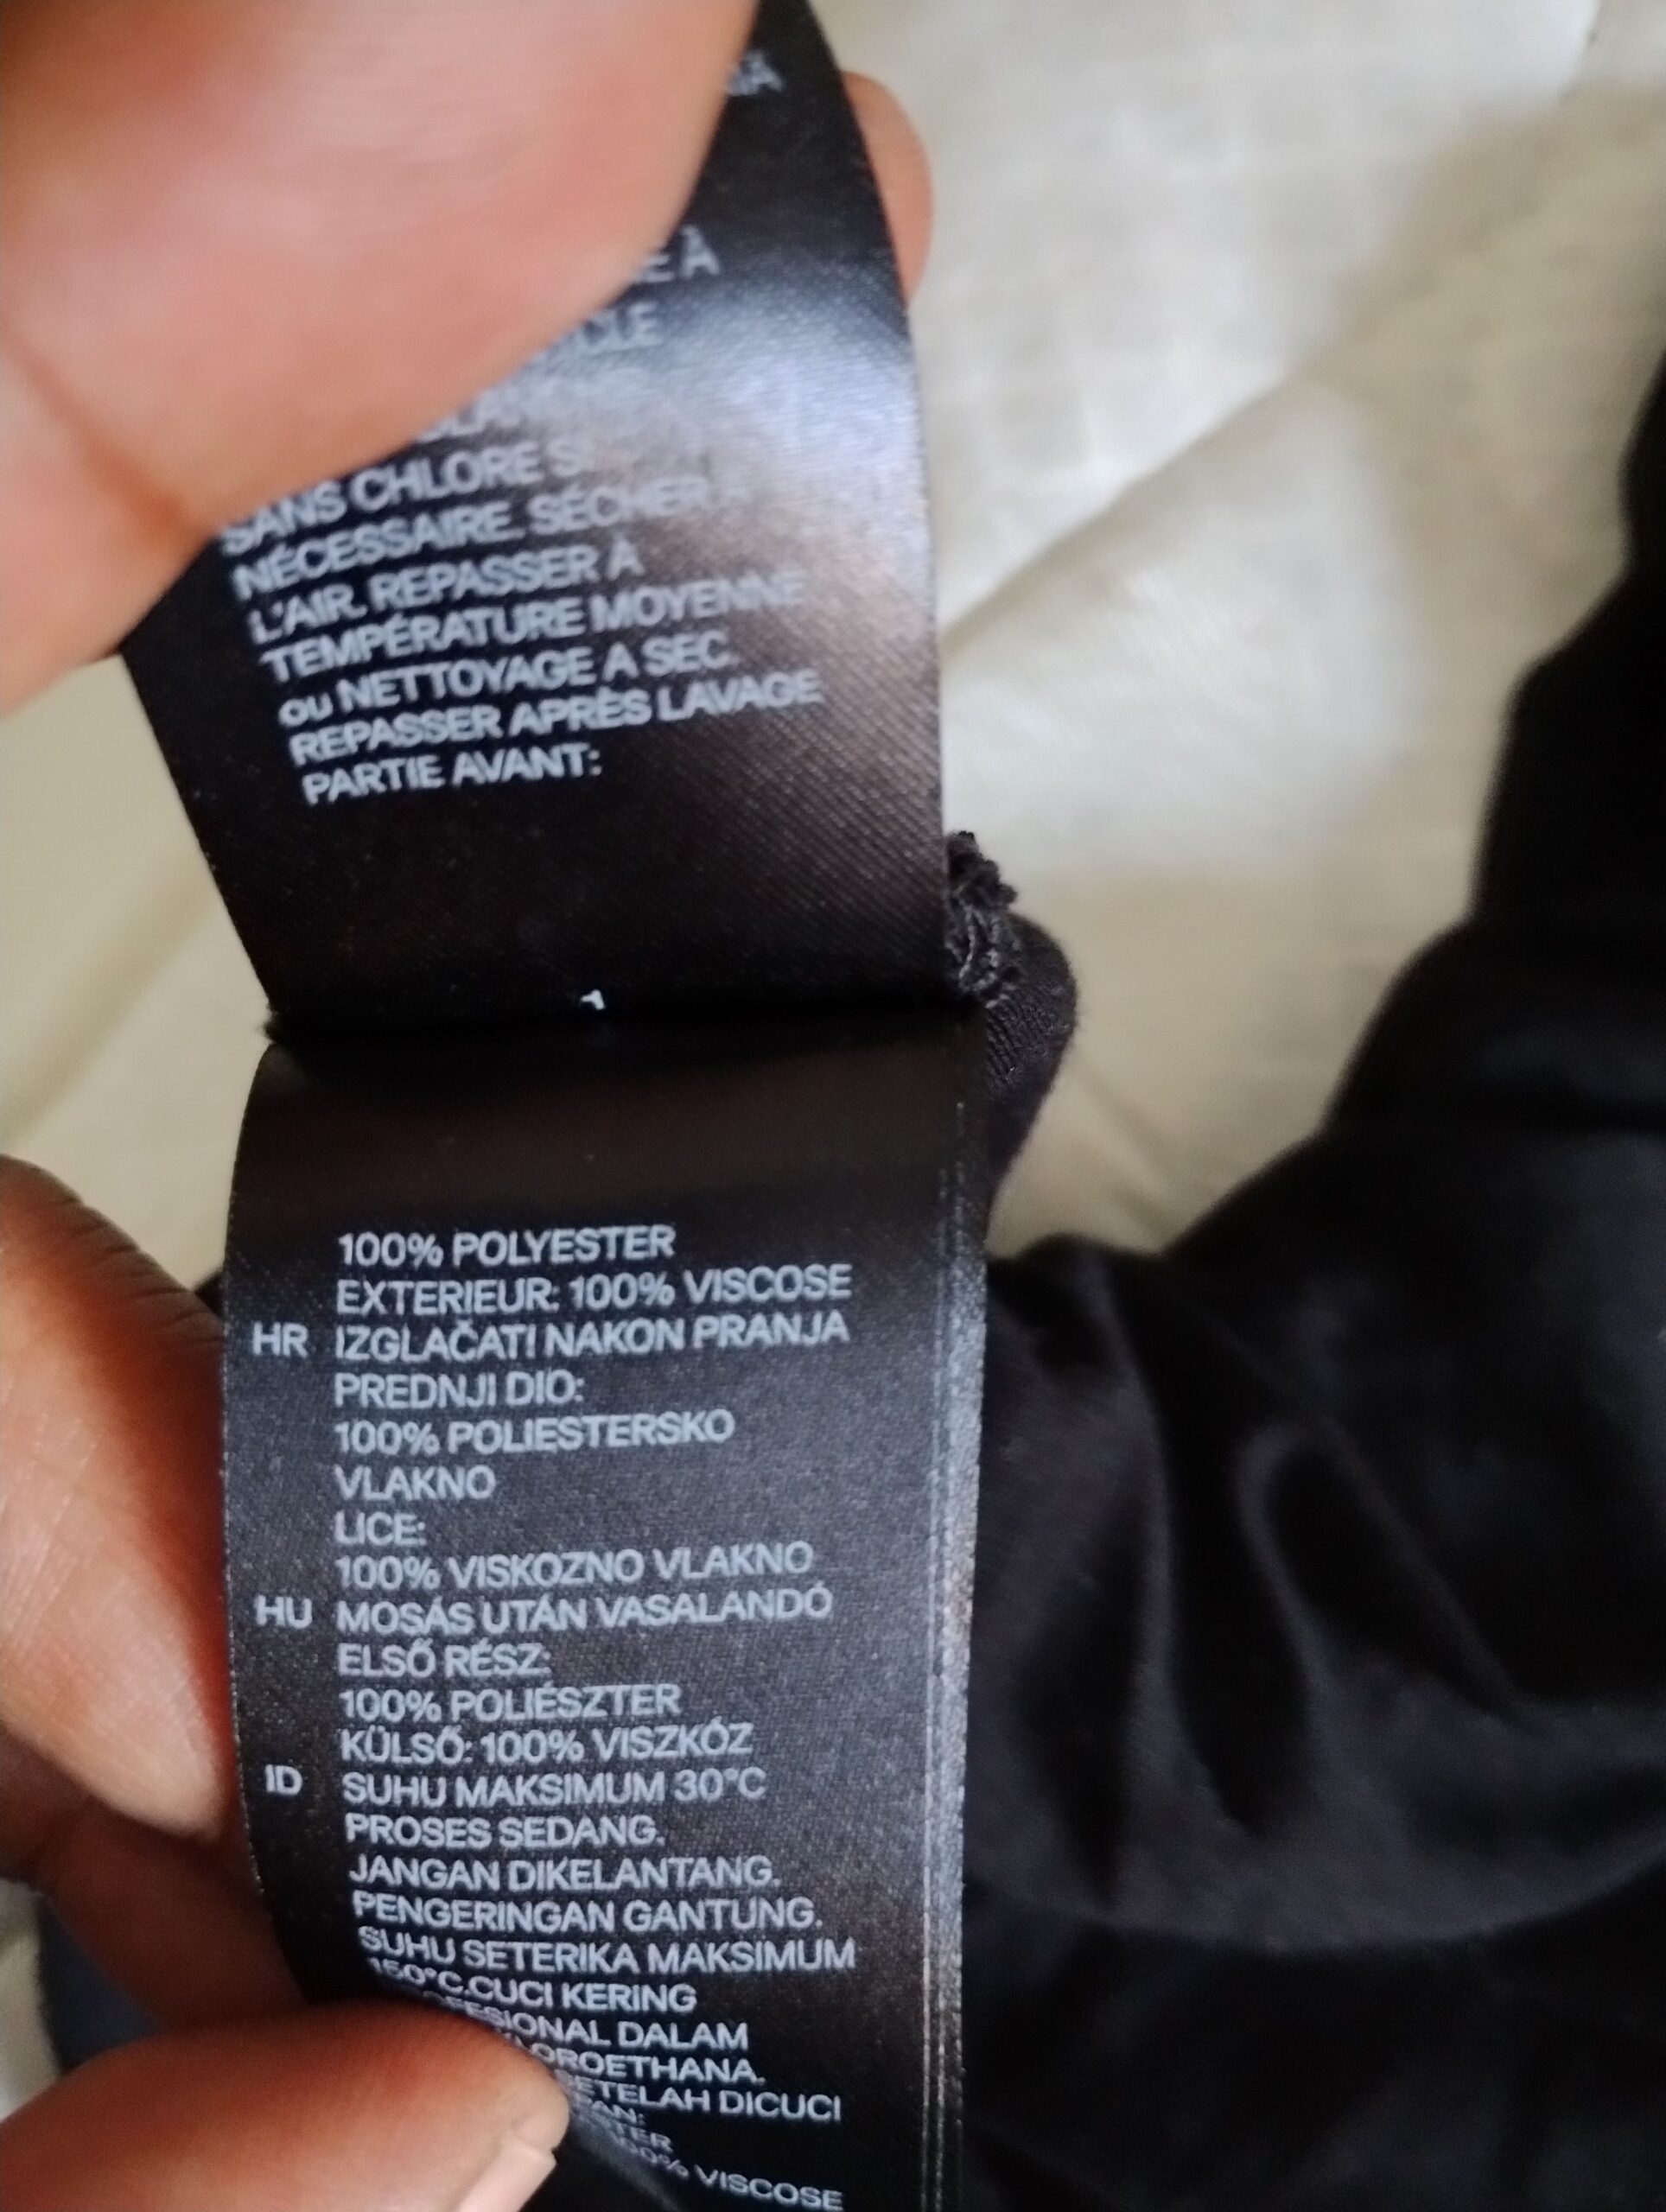 SANS CHLORE
NÉCESSAIRE. SÉCHER
L'AIR. REPASSER À
TEMPÉRATURE MOYENNE
ou NETTOYAGE A SEC.
REPASSER APRÈS LAVAGE
PARTIE AVANT:
100% POLYESTER
EXTERIEUR: 100% VISCOSE
HR IZGLAČATI NAKON PRANJA
PREDNJI DIO:
100% POLIESTERSKO
VLAKNO
LICE:
100% VISKOZNO VLAKNO
HU MOSÁS UTÁN VASALANDÓ
ELSŐ RÉSZ:
100% POLIÉSZTER
KÜLSŐ: 100% VISZKÓZ
ID SUHU MAKSIMUM 30°C
PROSES SEDANG.
JANGAN DIKELANTANG.
PENGERINGAN GANTUNG.
SUHU SETERIKA MAKSIMUM
150°C.CUCI KERING
DALAM
DICUCI
VISCOSE